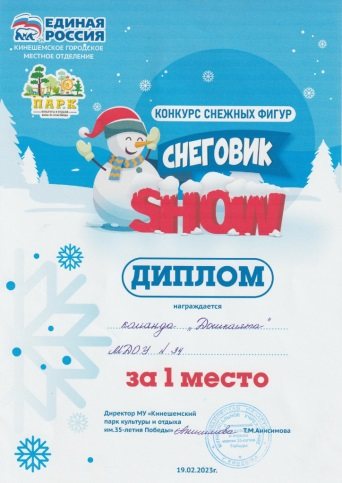 ЕДИНАЯ
РОССИЯ
КИНЕШЕМСКОЕ ГОРОДСКОЕ
МЕСТНОЕ ОТДЕЛЕНИЕ
ПАРК
КОНКУРС СНЕЖНЫХ ФИГУР
СНЕГОВИК
SHOW
ДИПЛОМ
награждается
команда „Дошколята"
МДОУ №
за 1 место
Директор МУ «Кинешемский
парк культуры и отдыха
им.35-летия Победы» Т.М.Анисимова
19.02.2023г.